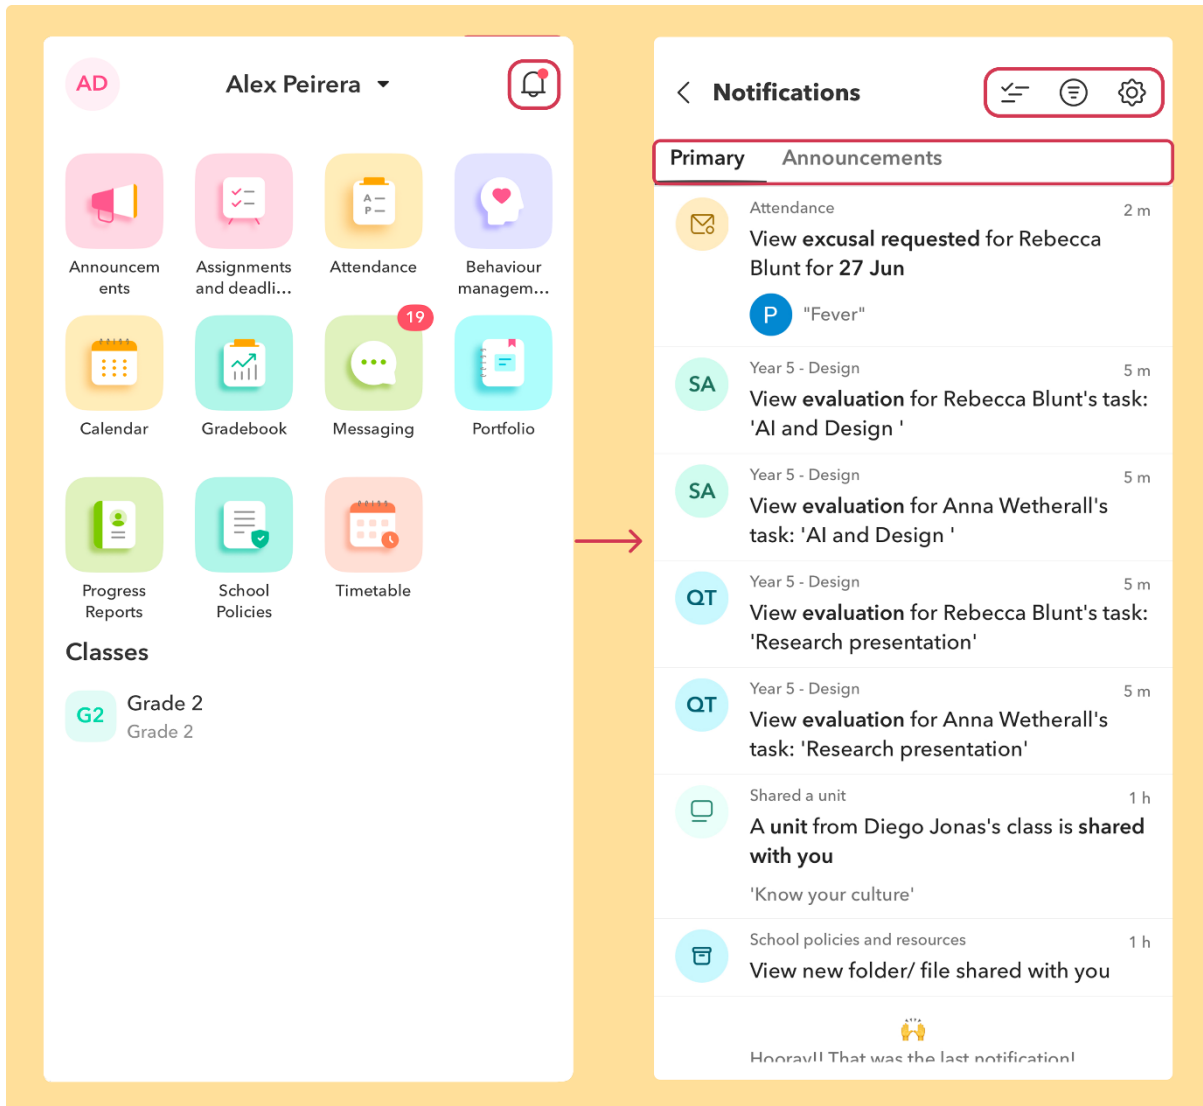 AD
Alex Peirera
Announcem
ents
Assignments
and deadli...
A
P
Attendance
Behaviour
managem...
Calendar
Gradebook
19
Messaging
Portfolio
Progress
Reports
School
Policies
Timetable
Classes
G2
Grade 2
Grade 2
Notifications
Primary
Announcements
Attendance
2 m
View excusal requested for Rebecca
Blunt for 27 Jun
P
"Fever"
SA
Year 5 - Design
5 m
View evaluation for Rebecca Blunt's task:
'AI and Design '
SA
Year 5 - Design
5 m
View evaluation for Anna Wetherall's
task: 'AI and Design '
QT
Year 5 - Design
5 m
View evaluation for Rebecca Blunt's task:
'Research presentation'
QT
Year 5 - Design
5 m
View evaluation for Anna Wetherall's
task: 'Research presentation'
Shared a unit
1 h
A unit from Diego Jonas's class is shared
with you
'Know your culture'
School policies and resources
1 h
View new folder/ file shared with you
Hooray!! That was the last notification!